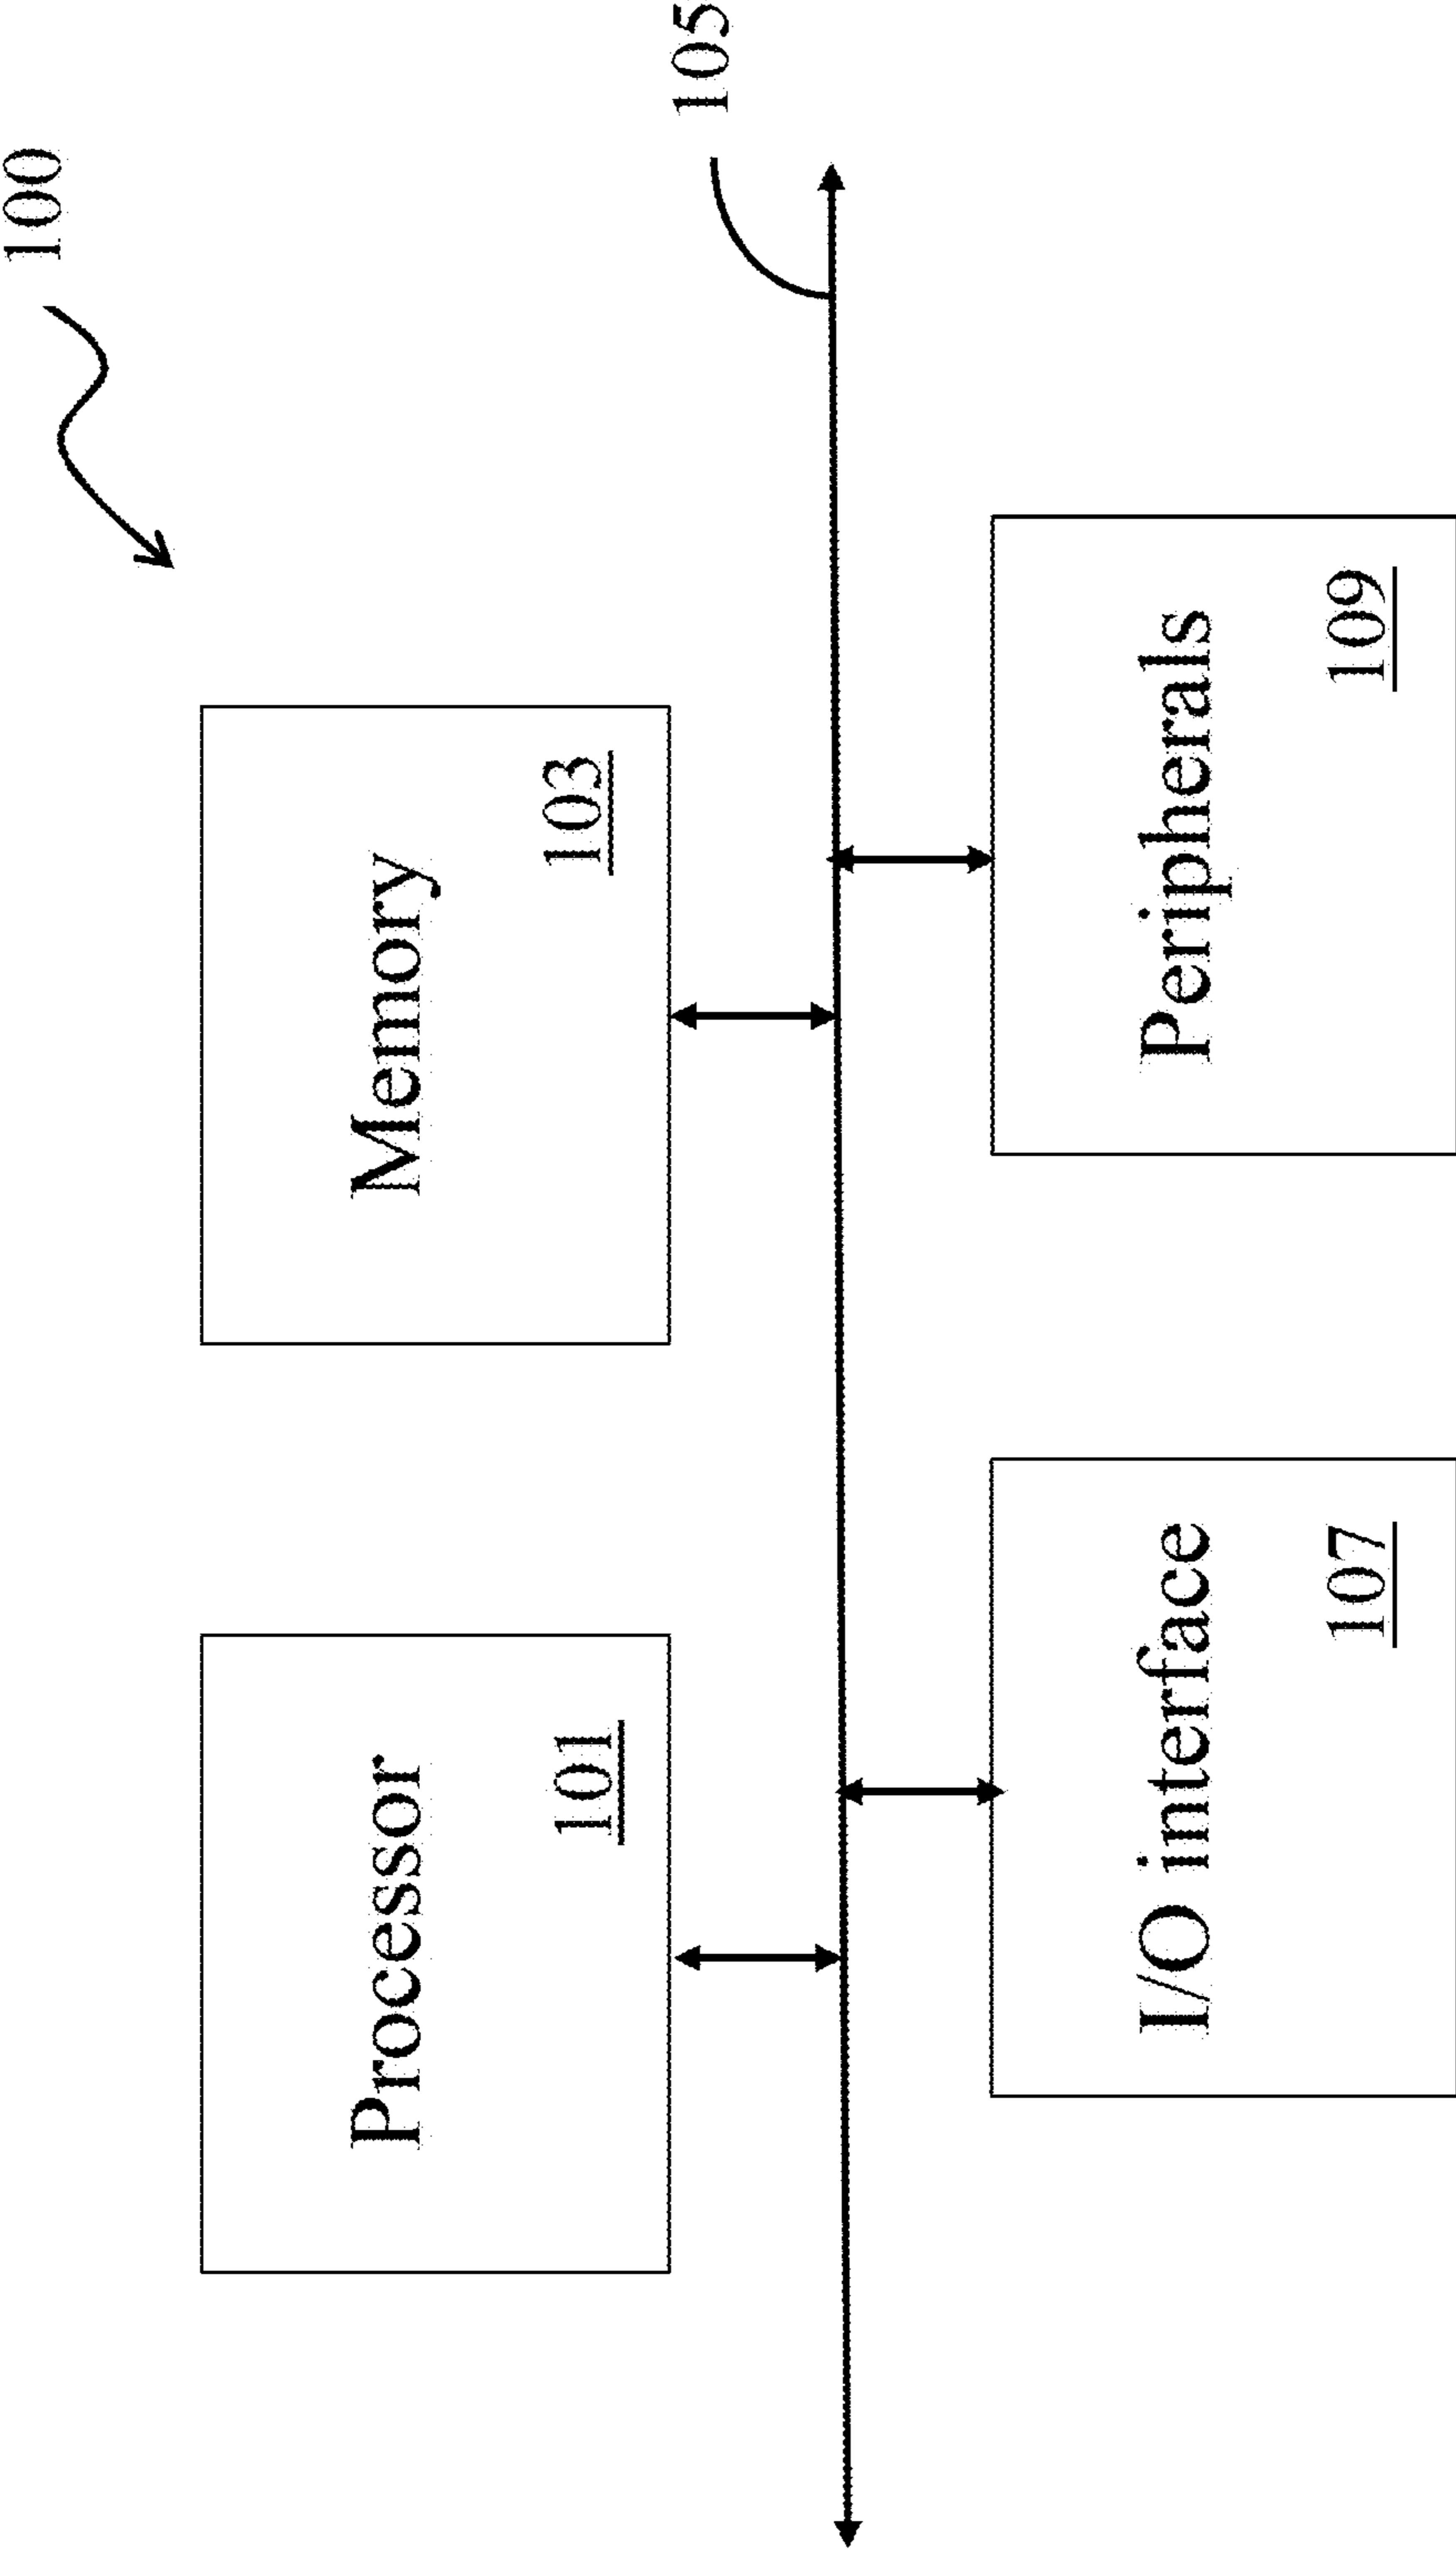 100
Processor
101
Memory
103
105
I/O interface
107
Peripherals
109